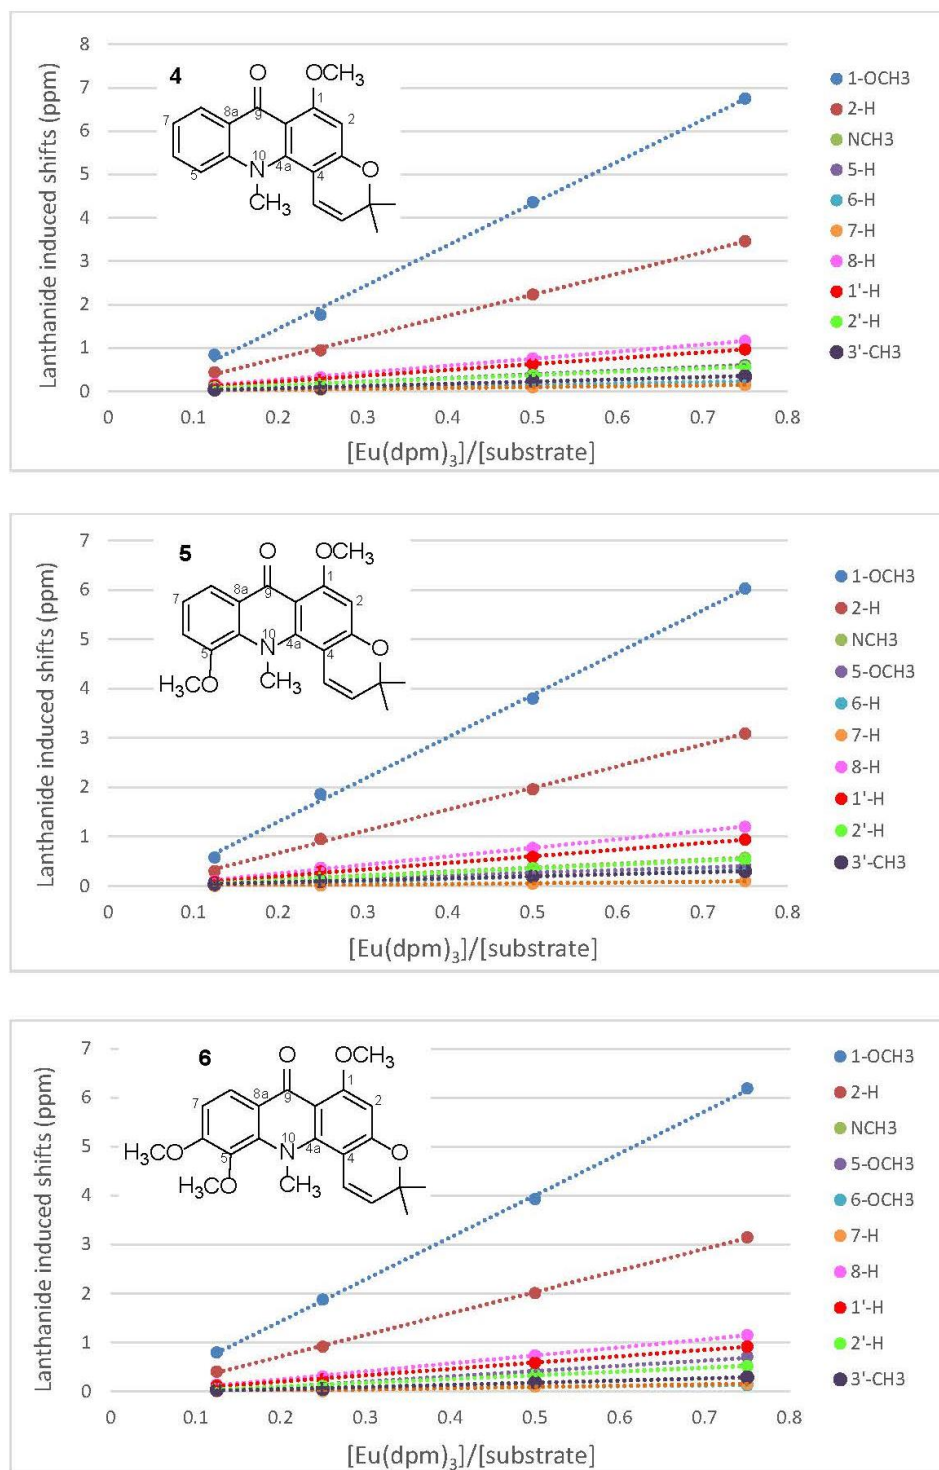 8
7
6
5
4
3
2
1
0
Lanthanide induced shifts (ppm)
4
O
OCH3
1
8a
9
2
7
10
4a
4
O
5
N
CH3
0
0.1
0.2
0.3
0.4
0.5
0.6
0.7
0.8
[Eu(dpm)3]/[substrate]
1-OCH3
2-H
NCH3
5-H
6-H
7-H
8-H
1'-H
2'-H
3'-CH3
7
6
5
4
3
2
1
0
Lanthanide induced shifts (ppm)
5
O
OCH3
1
8a
9
2
7
10
4a
4
O
5
N
H3CO
CH3
0
0.1
0.2
0.3
0.4
0.5
0.6
0.7
0.8
[Eu(dpm)3]/[substrate]
1-OCH3
2-H
NCH3
5-OCH3
6-H
7-H
8-H
1'-H
2'-H
3'-CH3
7
6
5
4
3
2
1
0
Lanthanide induced shifts (ppm)
6
O
OCH3
1
8a
9
2
7
10
4a
4
O
5
N
H3CO
H3CO
CH3
0
0.1
0.2
0.3
0.4
0.5
0.6
0.7
0.8
[Eu(dpm)3]/[substrate]
1-OCH3
2-H
NCH3
5-OCH3
6-OCH3
7-H
8-H
1'-H
2'-H
3'-CH3